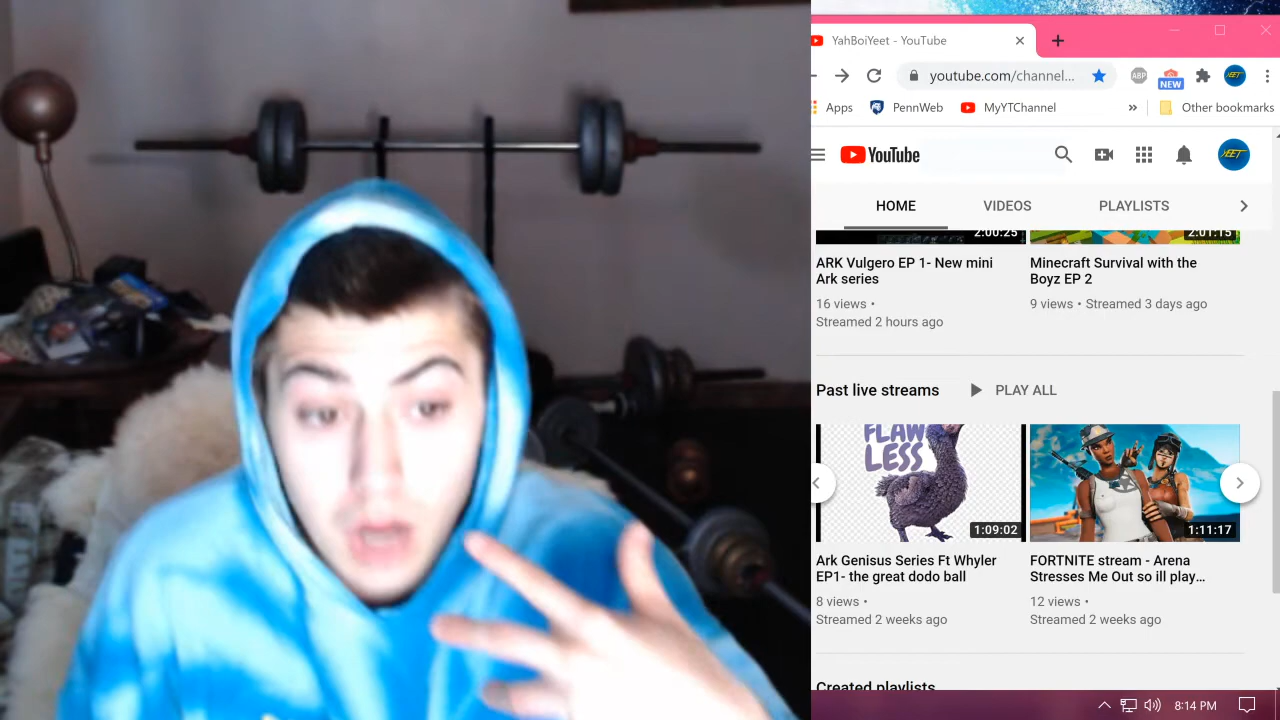 YahBoiYeet - YouTube
youtube.com/channel...
ABP
NEW
YEET
Apps
PennWeb
MyYTChannel
»
Other bookmarks
YouTube
YEET
HOME
VIDEOS
PLAYLISTS
2:00:25
2:01:15
ARK Vulgero EP 1- New mini
Ark series
16 views •
Streamed 2 hours ago
Minecraft Survival with the
Boyz EP 2
9 views • Streamed 3 days ago
Past live streams
PLAY ALL
FLAW
LESS
1:09:02
1:11:17
Ark Genisus Series Ft Whyler
EP1- the great dodo ball
8 views •
Streamed 2 weeks ago
FORTNITE stream - Arena
Stresses Me Out so ill play...
12 views •
Streamed 2 weeks ago
Created playlists
8:14 PM